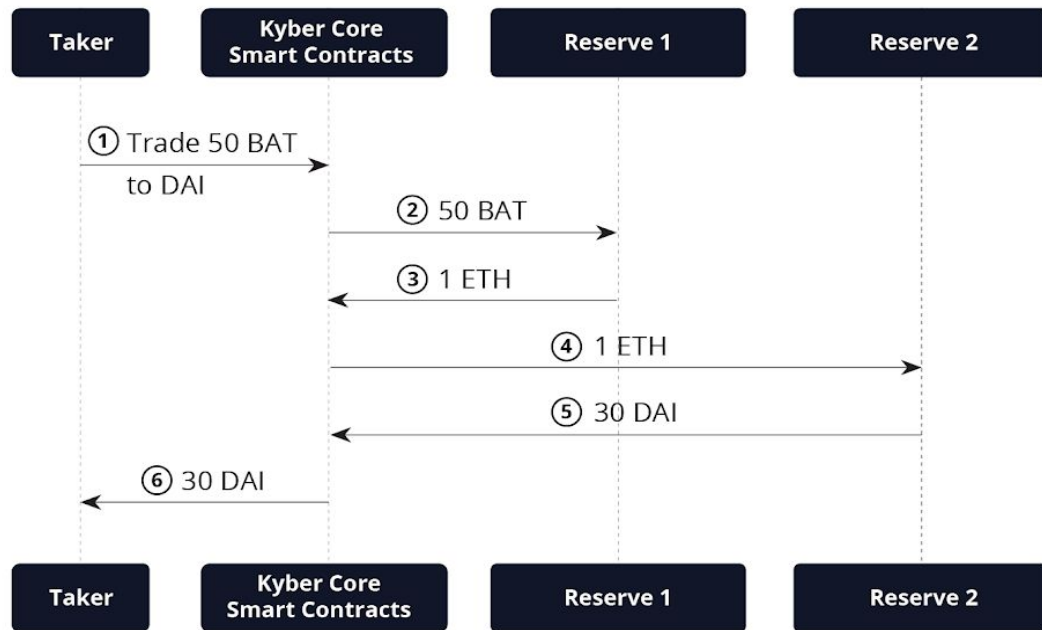 Taker
Kyber Core
Smart Contracts
Reserve 1
Reserve 2
1 Trade 50 BAT
to DAI
2 50 BAT
3 1 ETH
4 1 ETH
5 30 DAI
6 30 DAI
Taker
Kyber Core
Smart Contracts
Reserve 1
Reserve 2